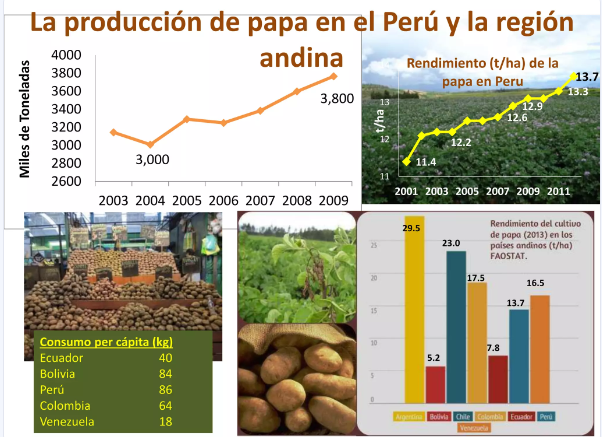 La producción de papa en el Perú y la región
andina
Miles de Toneladas
4000
3800
3600
3400
3200
3000
2800
2600
3,000
3,800
2003 2004 2005 2006 2007 2008 2009
Rendimiento (t/ha) de la
papa en Peru
t/ha
13
12
11
11.4
12.2
12.6
12.9
13.3
13.7
2001 2003 2005 2007 2009 2011
Consumo per cápita (kg)
Ecuador 40
Bolivia 84
Perú 86
Colombia 64
Venezuela 18
Rendimiento del cultivo
de papa (2013) en los
países andinos (t/ha)
FAOSTAT.
25
20
15
10
5
0
29.5
5.2
23.0
17.5
7.8
13.7
16.5
Argentina Bolivia Chile Colombia Ecuador Perú
Venezuela